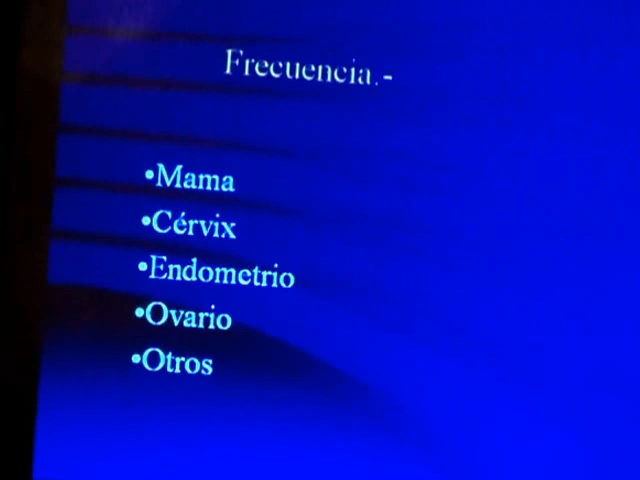 Frecuencia.-
•Mama
•Cérvix
•Endometrio
•Ovario
•Otros